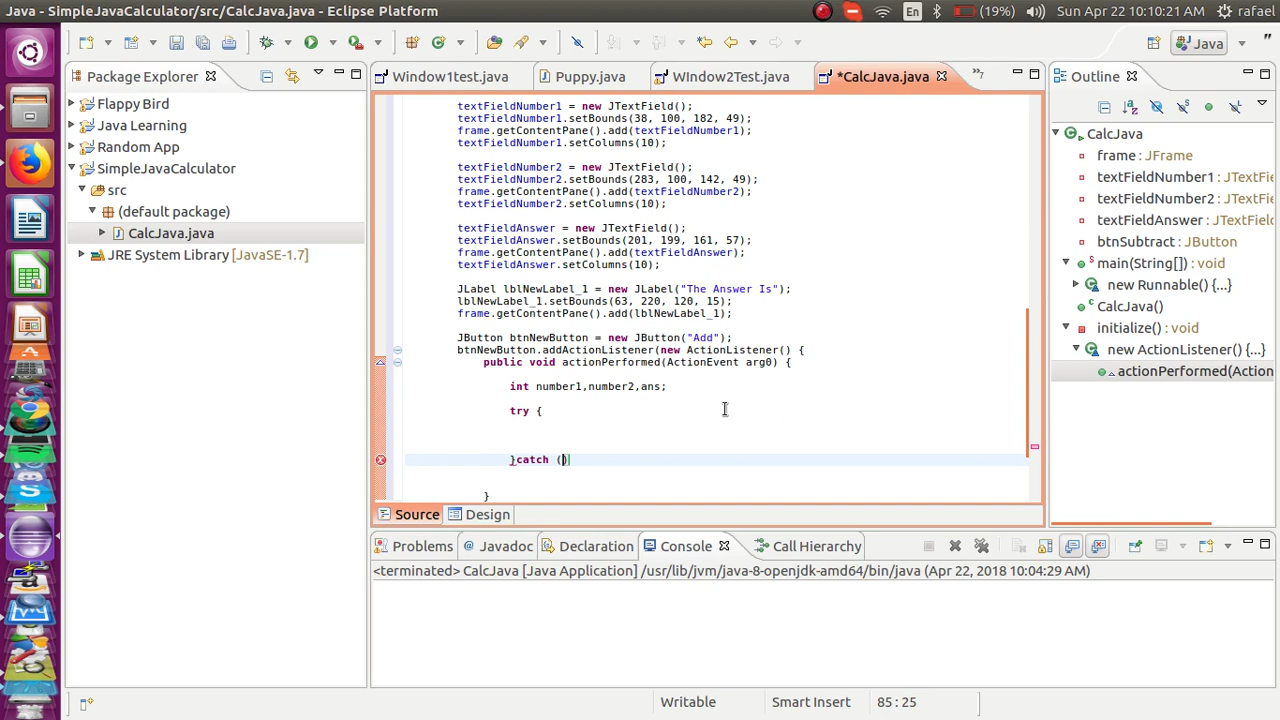 Java - SimpleJavaCalculator/src/CalcJava.java - Eclipse Platform
En
(19%)
Sun Apr 22 10:10:21 AM
rafael
Java
Package Explorer
Flappy Bird
Java Learning
Random App
SimpleJavaCalculator
src
(default package)
CalcJava.java
JRE System Library [JavaSE-1.7]
Window1test.java
Puppy.java
WIndow2Test.java
*CalcJava.java
»7
textFieldNumber1 = new JTextField();
textFieldNumber1.setBounds(38, 100, 182, 49);
frame.getContentPane().add(textFieldNumber1);
textFieldNumber1.setColumns(10);
textFieldNumber2 = new JTextField();
textFieldNumber2.setBounds(283, 100, 142, 49);
frame.getContentPane().add(textFieldNumber2);
textFieldNumber2.setColumns(10);
textFieldAnswer = new JTextField();
textFieldAnswer.setBounds(201, 199, 161, 57);
frame.getContentPane().add(textFieldAnswer);
textFieldAnswer.setColumns(10);
JLabel lblNewLabel_1 = new JLabel("The Answer Is");
lblNewLabel_1.setBounds(63, 220, 120, 15);
frame.getContentPane().add(lblNewLabel_1);
JButton btnNewButton = new JButton("Add");
btnNewButton.addActionListener(new ActionListener() {
public void actionPerformed(ActionEvent arg0) {
int number1,number2,ans;
try {
}catch ()
}
Source
Design
Outline
CalcJava
frame: JFrame
textFieldNumber1 : JTextFie
textFieldNumber2 : JTextFie
textFieldAnswer : JTextField
btnSubtract : JButton
main(String[]) : void
new Runnable() {...}
CalcJava()
initialize() : void
new ActionListener() {...}
actionPerformed(Action
Problems
Javadoc
Declaration
Console
Call Hierarchy
<terminated> CalcJava [Java Application] /usr/lib/jvm/java-8-openjdk-amd64/bin/java (Apr 22, 2018 10:04:29 AM)
Writable
Smart Insert
85 : 25